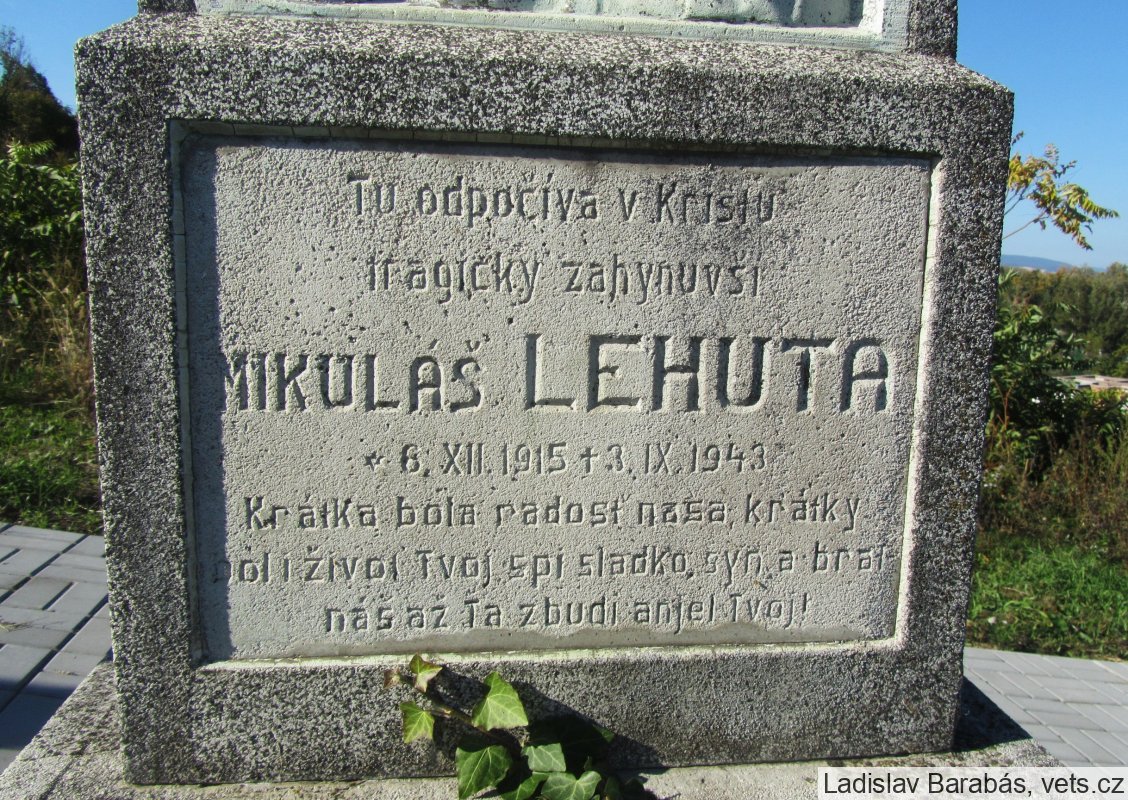 Tu odpočíva v Kristu
tragicky zahynuvší
MIKULÁŠ LEHUTA
* 6. XII. 1915 + 3. IX. 1943
Krátka bola radosť naša, krátky
bol i život Tvoj spi sladko, syn a brat
náš až Ťa zbudí anjel Tvoj!
Ladislav Barabás, vets.cz